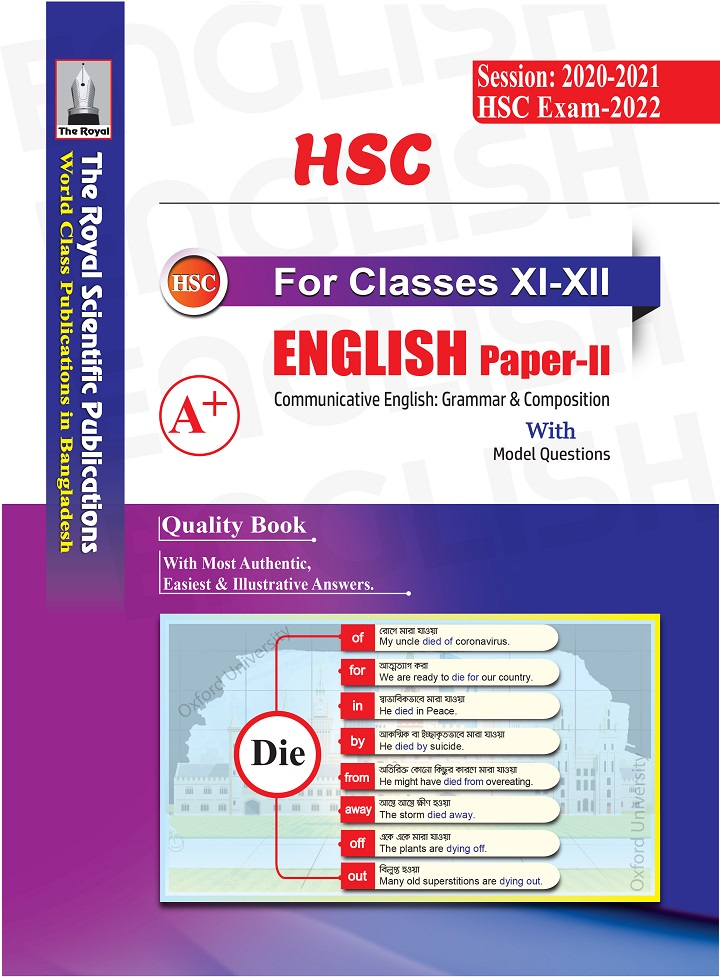 ENGLISH
ENGLISH
ENGLISH
ENGLISH
Session: 2020-2021
HSC Exam-2022
The Royal
The Royal Scientific Publications
World Class Publications in Bangladesh
HSC
HSC
For Classes XI-XII
ENGLISH Paper-II
A+
Communicative English: Grammar & Composition
With
Model Questions
Quality Book
With Most Authentic,
Easiest & Illustrative Answers.
Oxford University
Die
of
রোগে মারা যাওয়া
My uncle died of coronavirus.
for
আত্মত্যাগ করা
We are ready to die for our country.
in
স্বাভাবিকভাবে মারা যাওয়া
He died in Peace.
by
আকস্মিক বা ইচ্ছাকৃতভাবে মারা যাওয়া
He died by suicide.
from
অতিরিক্ত কোনো কিছুর কারণে মারা যাওয়া
He might have died from overeating.
away
আস্তে আস্তে ক্ষীণ হওয়া
The storm died away.
off
একে একে মারা যাওয়া
The plants are dying off.
out
বিলুপ্ত হওয়া
Many old superstitions are dying out.
Oxford University